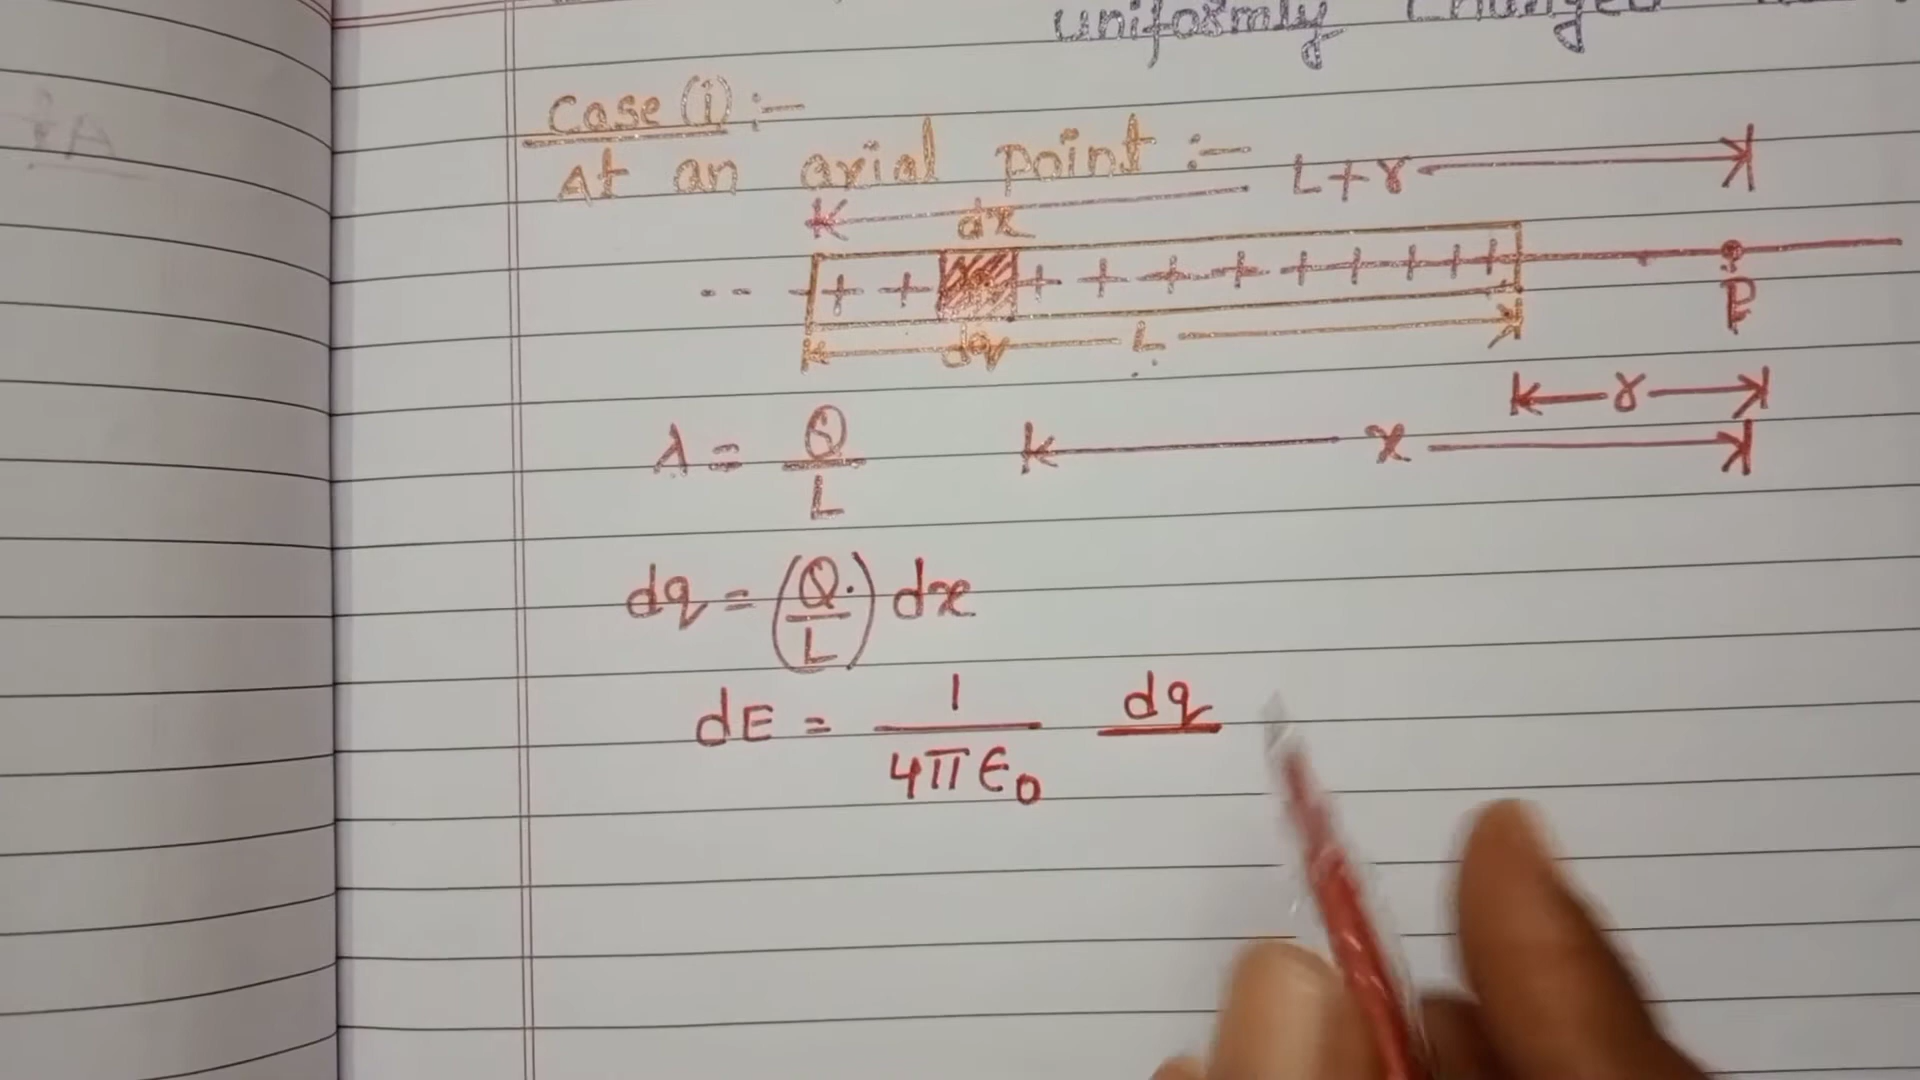 uniformly
Case (i) :-
At an axial point :-
L+r
dx
+ + + + + + + + + + +
P
dq L
r
λ = Q/L
x
dq = (Q/L) dx
dE = 1/4πε₀ dq